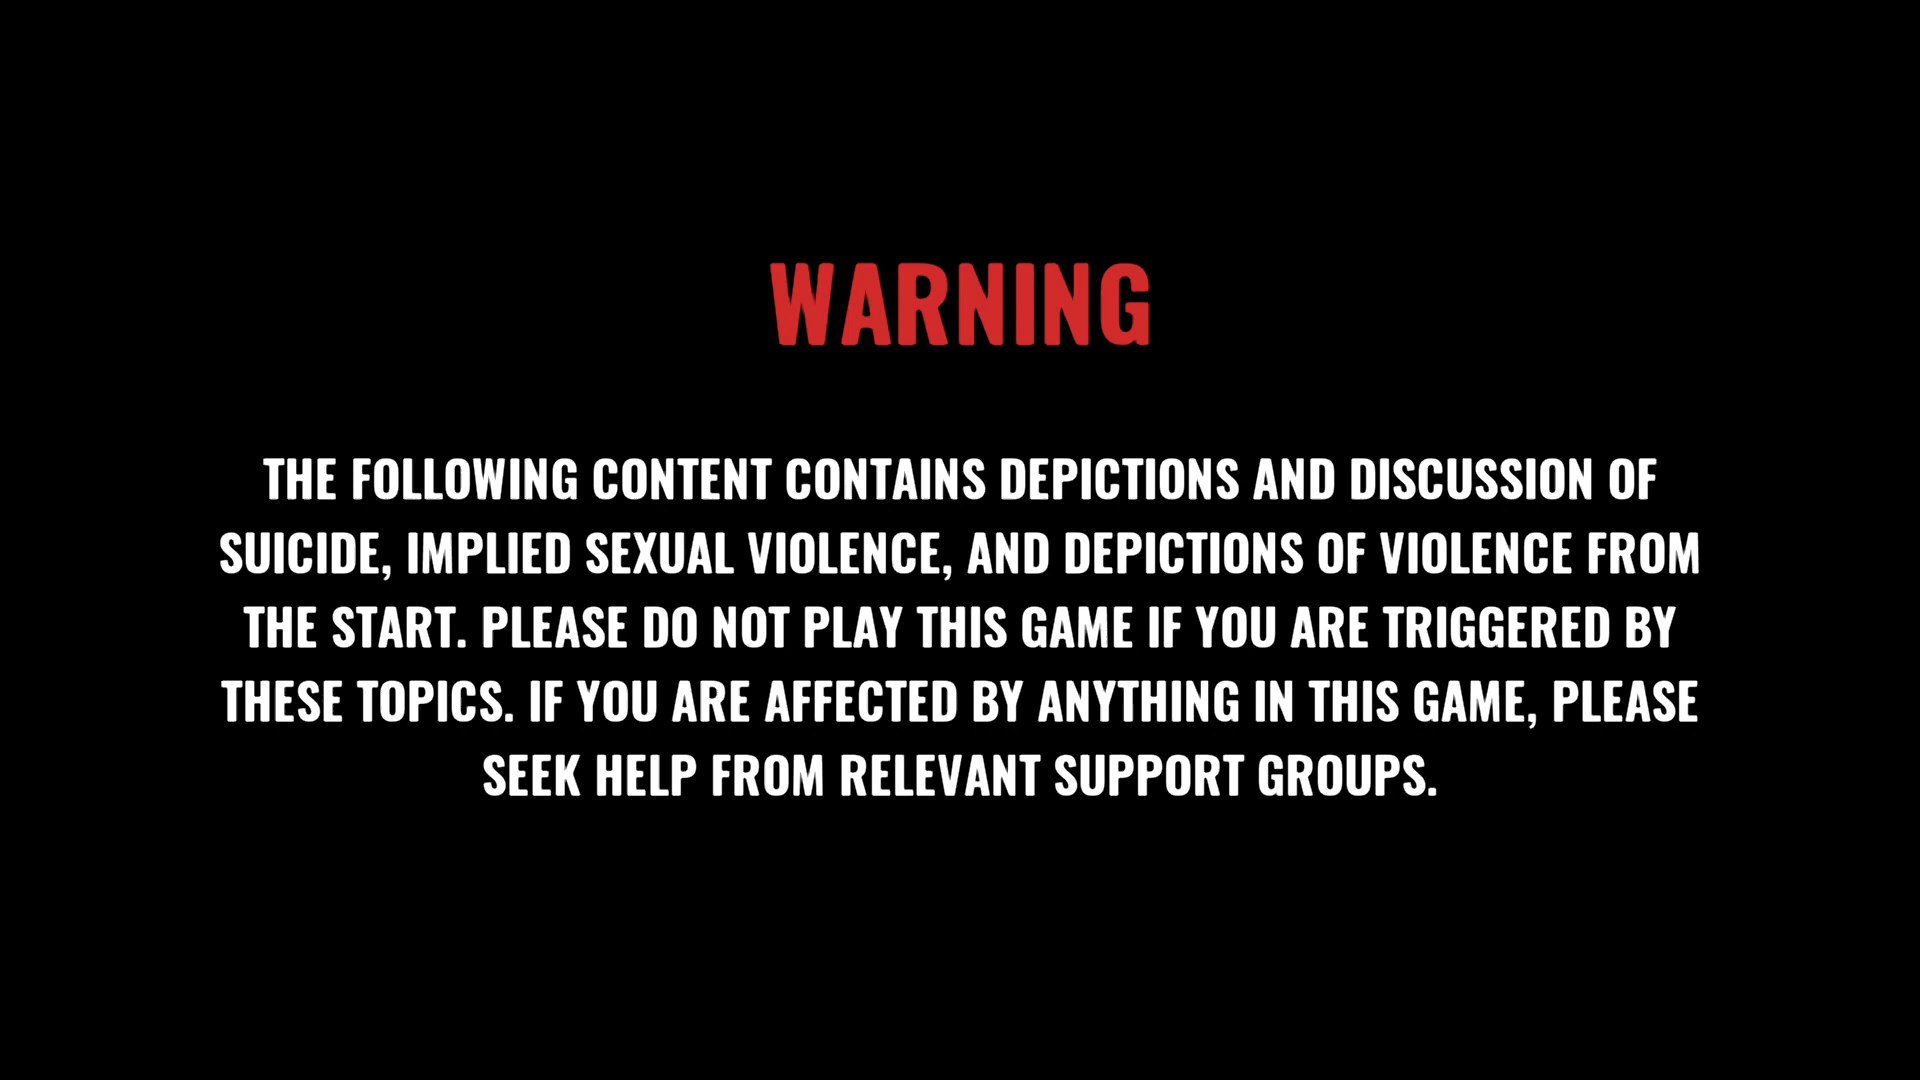 WARNING
THE FOLLOWING CONTENT CONTAINS DEPICTIONS AND DISCUSSION OF
SUICIDE, IMPLIED SEXUAL VIOLENCE, AND DEPICTIONS OF VIOLENCE FROM
THE START. PLEASE DO NOT PLAY THIS GAME IF YOU ARE TRIGGERED BY
THESE TOPICS. IF YOU ARE AFFECTED BY ANYTHING IN THIS GAME, PLEASE
SEEK HELP FROM RELEVANT SUPPORT GROUPS.